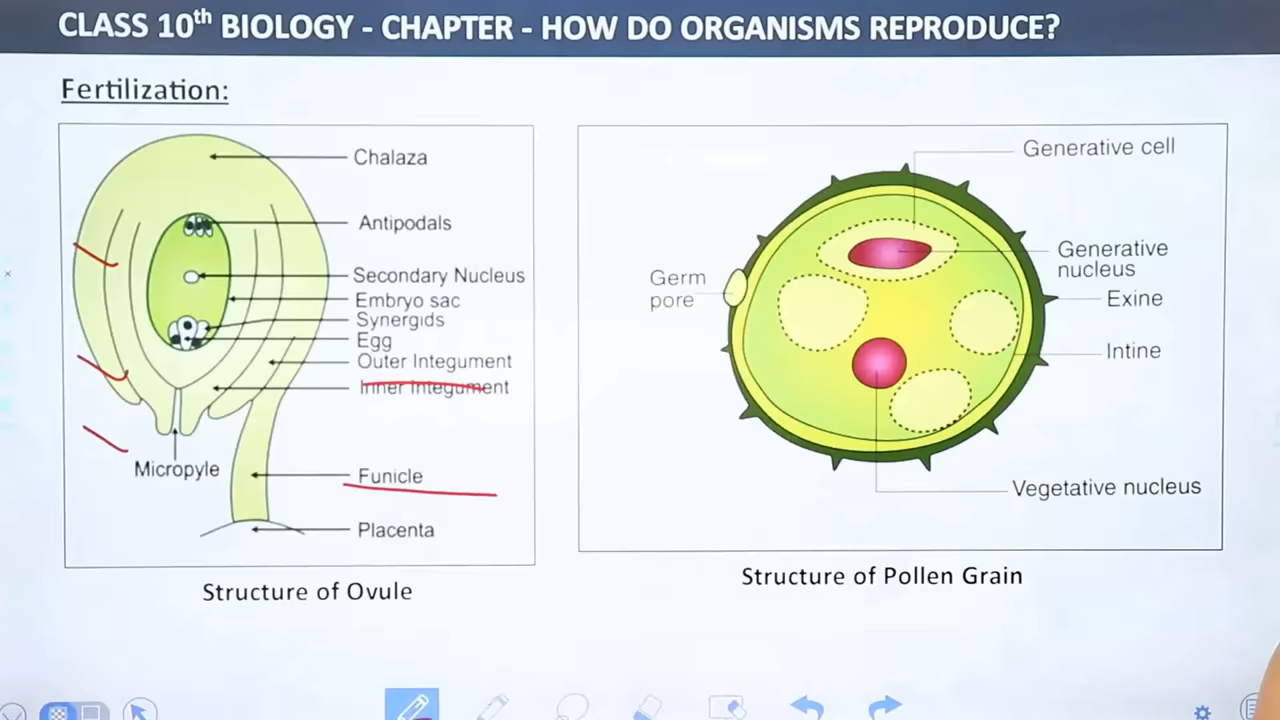 CLASS 10th BIOLOGY - CHAPTER - HOW DO ORGANISMS REPRODUCE?
Fertilization:
Chalaza
Antipodals
Secondary Nucleus
Embryo sac
Synergids
Egg
Outer Integument
Inner Integument
Micropyle
Funicle
Placenta
Structure of Ovule
Generative cell
Generative
nucleus
Germ
pore
Exine
Intine
Vegetative nucleus
Structure of Pollen Grain